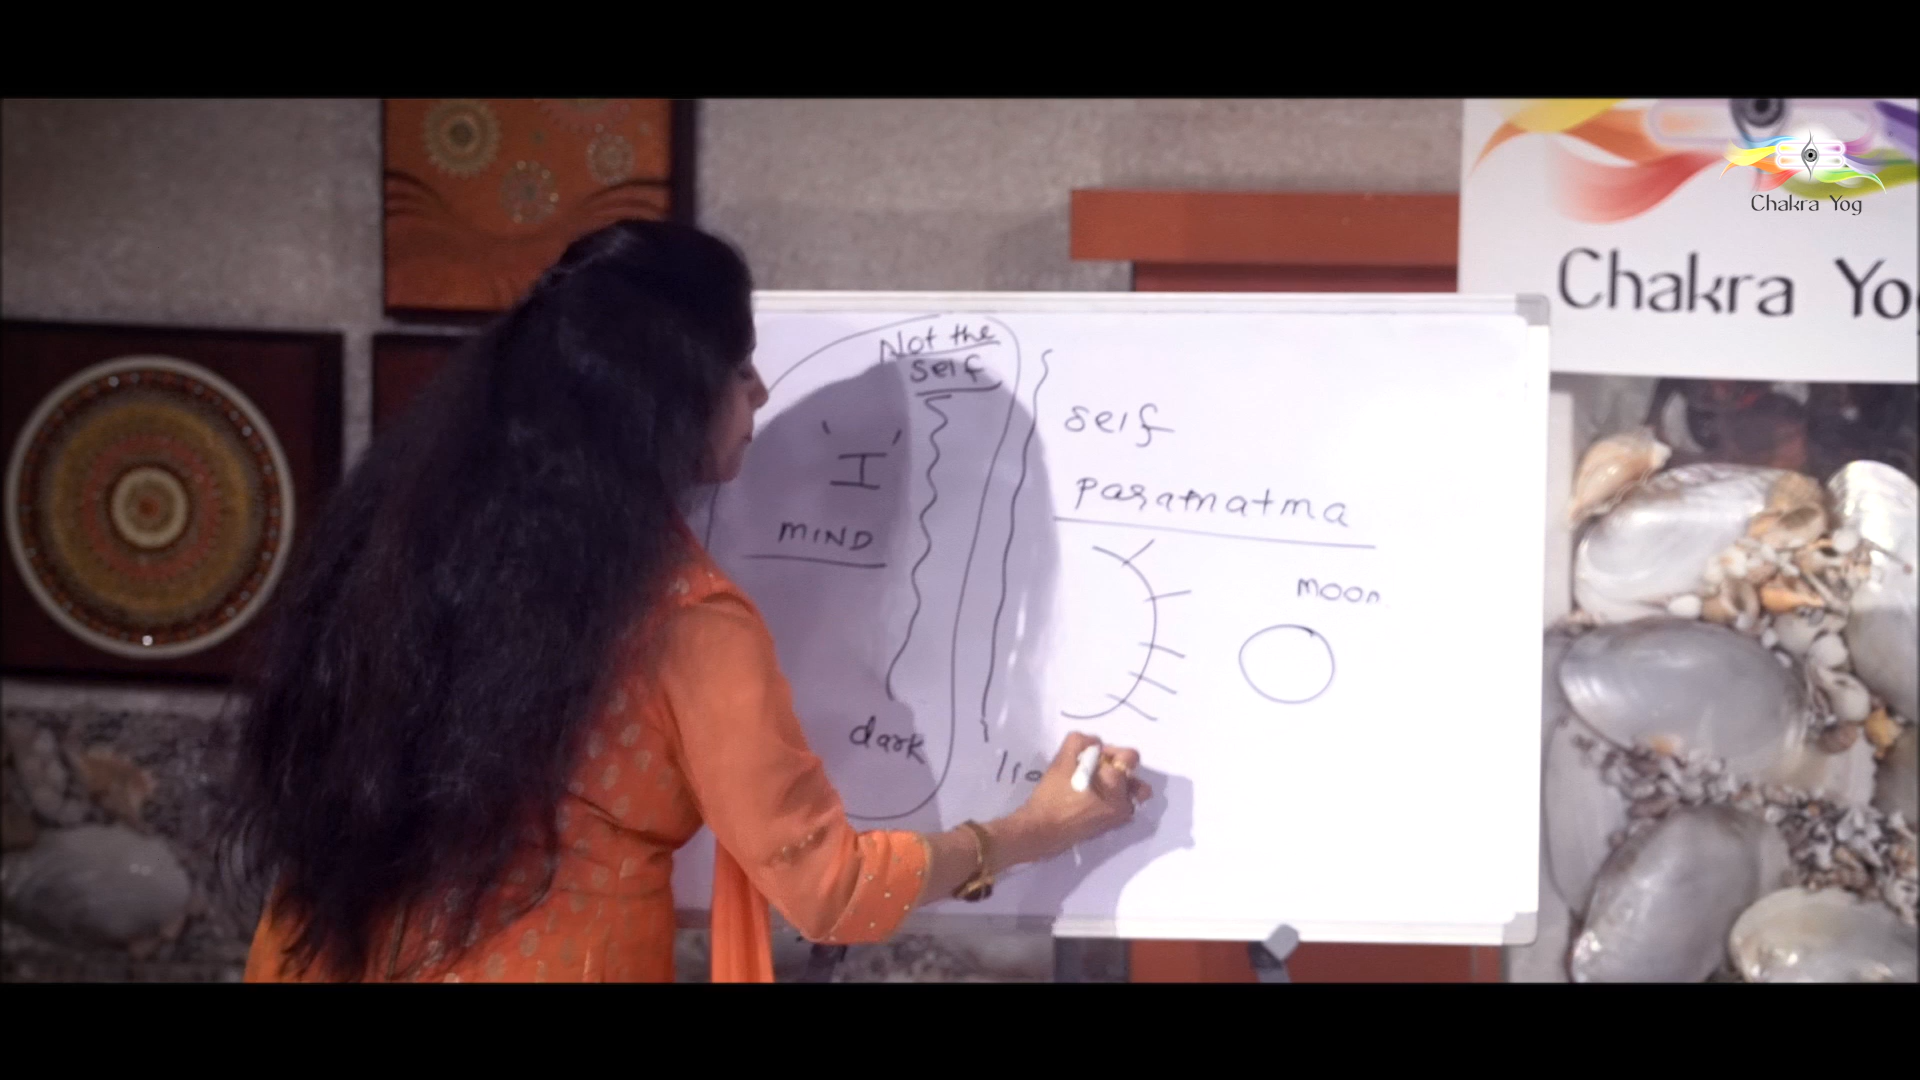 Chakra Yog
Chakra Yo
Not the
self
'I'
MIND
dark
self
paramatma
moon